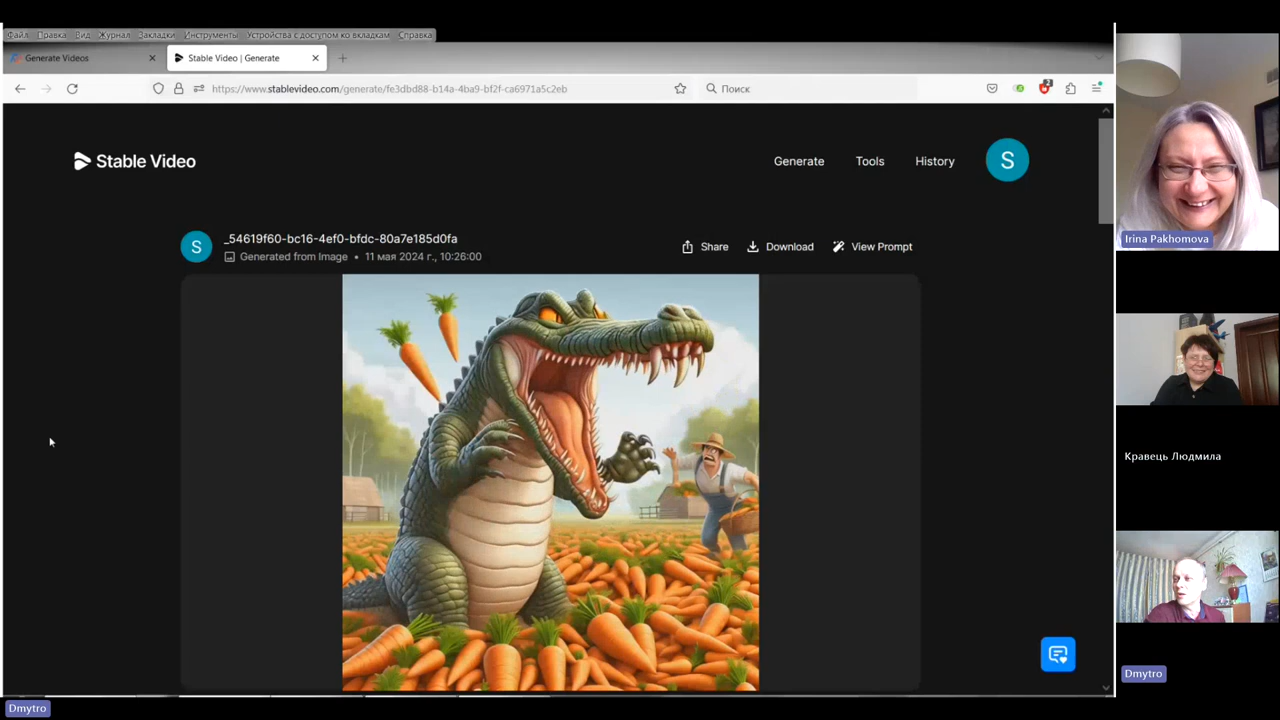 Файл Правка Вид Журнал Закладки Инструменты Устройства с доступом ко вкладкам Справка
Generate Videos
Stable Video | Generate
https://www.stablevideo.com/generate/fe3dbd88-b14a-4ba9-bf2f-ca6971a5c2eb
Поиск
2
Stable Video
Generate Tools History S
S
_54619f60-bc16-4ef0-bfdc-80a7e185d0fa
Generated from Image • 11 мая 2024 г., 10:26:00
Share Download View Prompt
Irina Pakhomova
Кравець Людмила
Dmytro
Dmytro